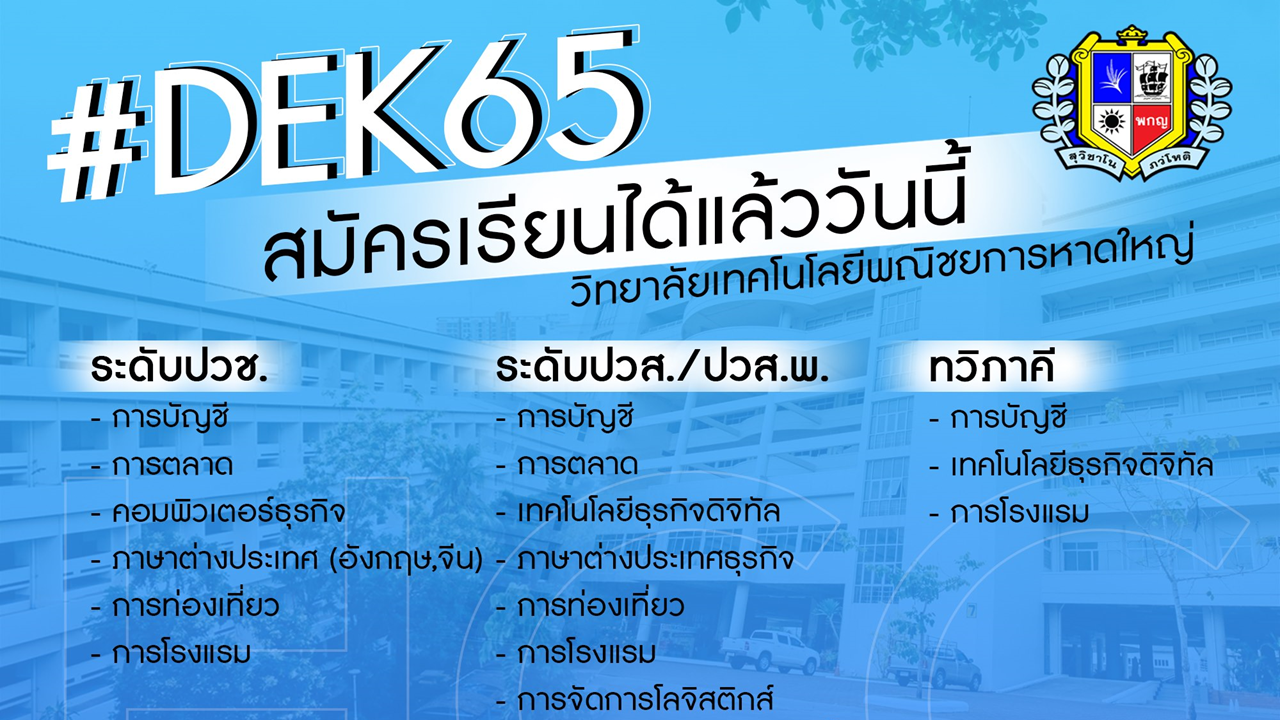 #DEK65
พกญ
สุวิชาโน ภวํ โหติ
สมัครเรียนได้แล้ววันนี้
วิทยาลัยเทคโนโลยีพณิชยการหาดใหญ่
ระดับปวช.
- การบัญชี
- การตลาด
- คอมพิวเตอร์ธุรกิจ
- ภาษาต่างประเทศ (อังกฤษ,จีน)
- การท่องเที่ยว
- การโรงแรม
ระดับปวส./ปวส.พ.
- การบัญชี
- การตลาด
- เทคโนโลยีธุรกิจดิจิทัล
- ภาษาต่างประเทศธุรกิจ
- การท่องเที่ยว
- การโรงแรม
- การจัดการโลจิสติกส์
ทวิภาคี
- การบัญชี
- เทคโนโลยีธุรกิจดิจิทัล
- การโรงแรม